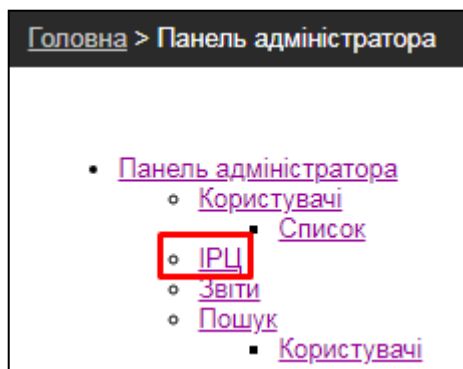 Головна > Панель адміністратора
Панель адміністратора
Користувачі
Список
ІРЦ
Звіти
Пошук
Користувачі